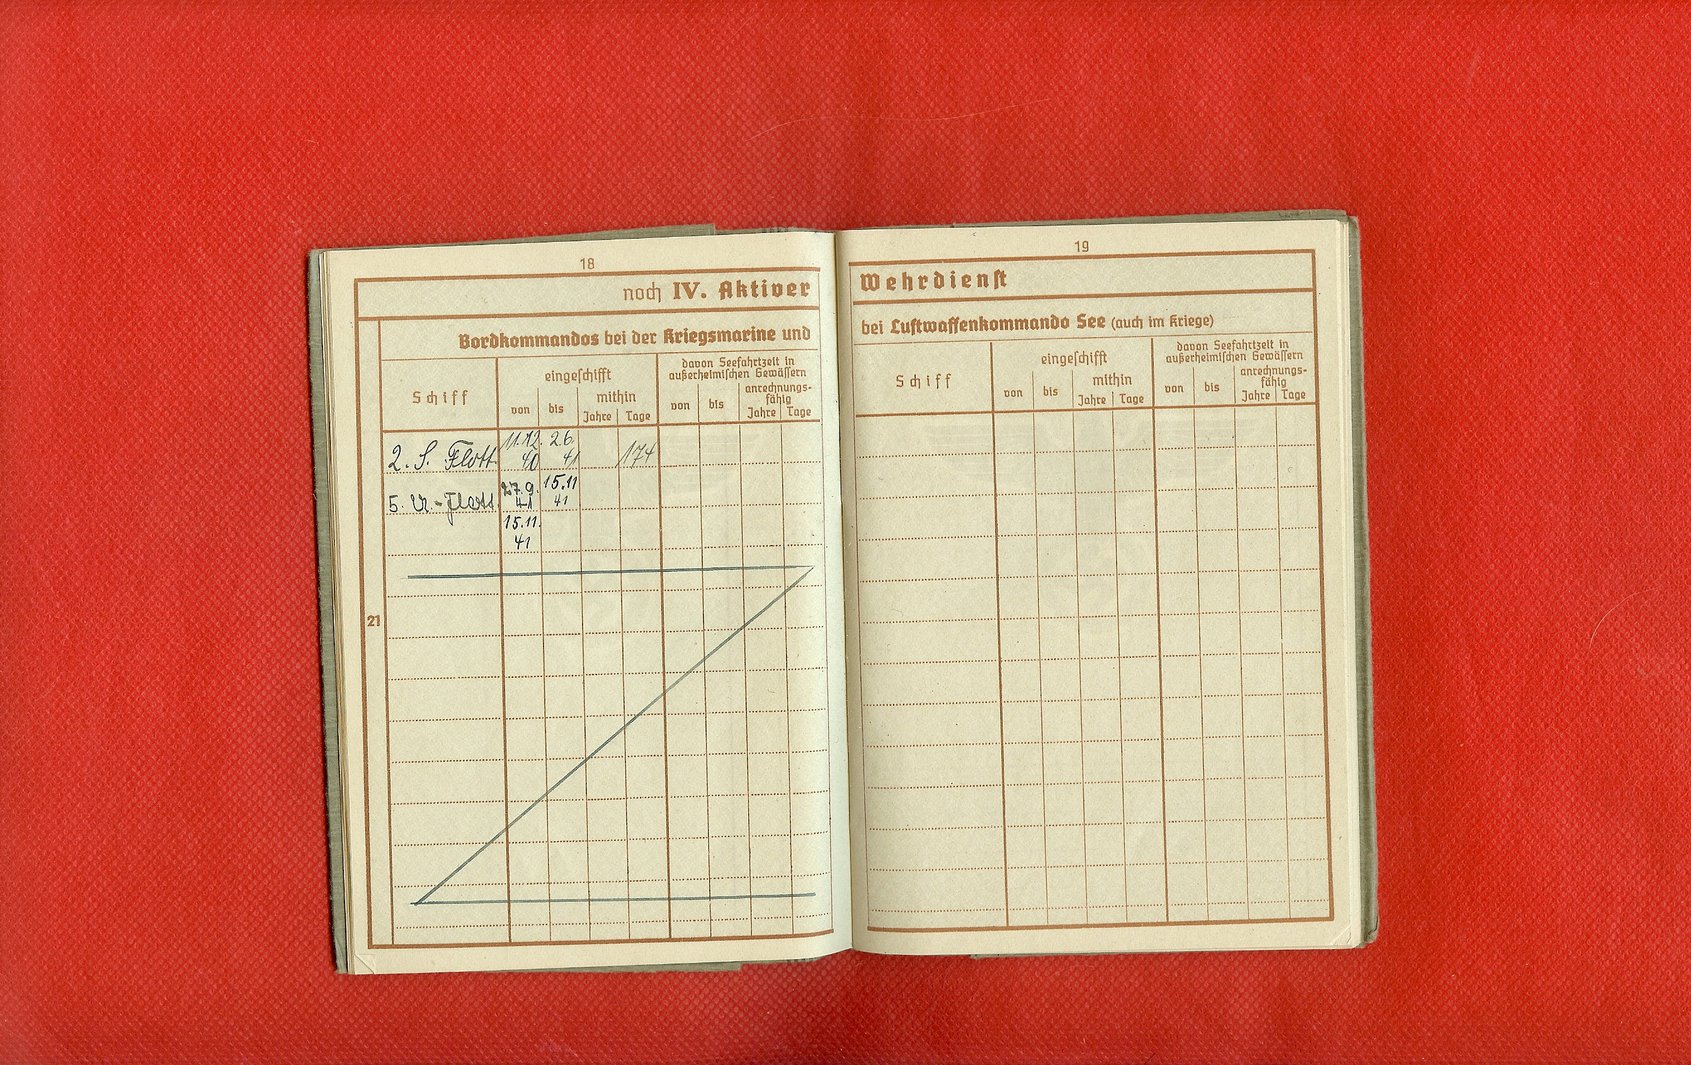 18
noch IV. Aktiver
Bordkommandos bei der Kriegsmarine und
Schiff
eingeschifft
davon Seefahrtzeit in
außerheimischen Gewässern
von
bis
mithin
Jahre
Tage
von
bis
anrechnungs-
fähig
Jahre
Tage
2. S. Flott. 11.12. 2.6. 174
40 41
5. U.-Flott. 27.9. 15.11
41 41
15.11.
41
21
19
Wehrdienst
bei Luftwaffenkommando See (auch im Kriege)
Schiff
eingeschifft
davon Seefahrtzeit in
außerheimischen Gewässern
von
bis
mithin
Jahre
Tage
von
bis
anrechnungs-
fähig
Jahre
Tage